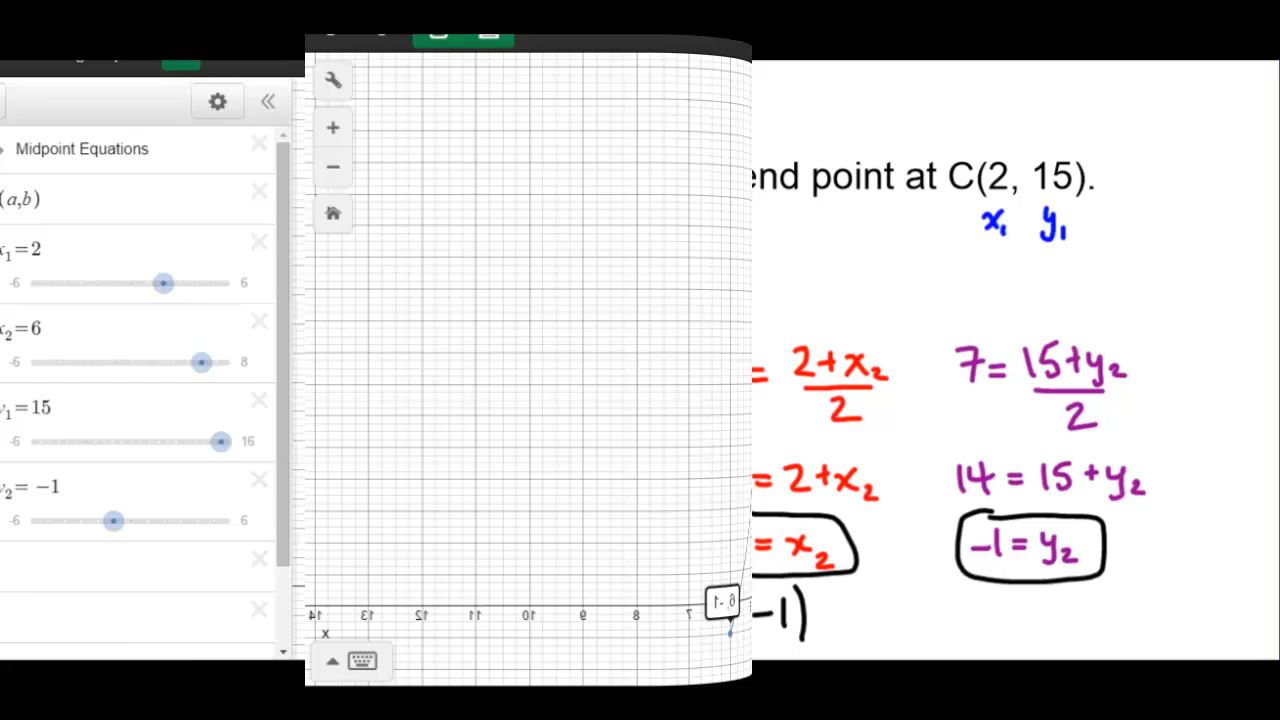 Midpoint Equations
(a,b)
x₁=2
-6 6
x₂=6
-6 8
y₁=15
-6 16
y₂= -1
-6 6
14 13 12 11 10 9 8 7
x
6, -1
end point at C(2, 15).
x₁ y₁
= 2+x₂/2
7= 15+y₂/2
= 2+x₂
14 = 15+y₂
= x₂
-1= y₂
-1)